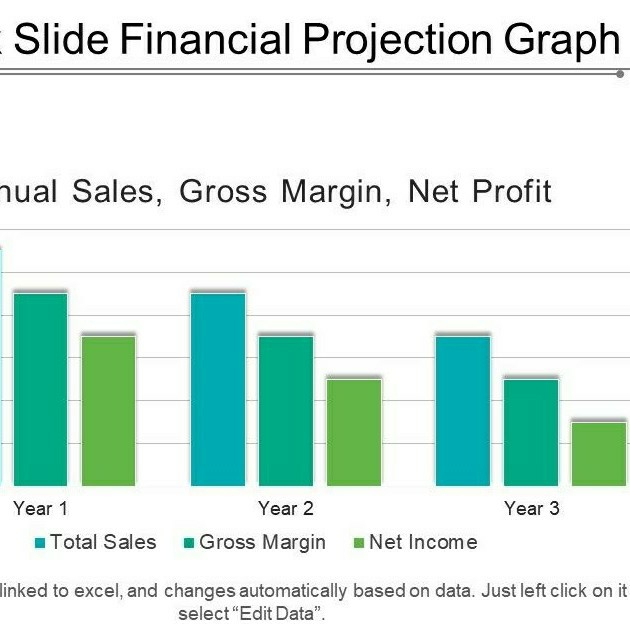 Slide Financial Projection Graph
nual Sales, Gross Margin, Net Profit
Year 1 Year 2 Year 3
Total Sales Gross Margin Net Income
linked to excel, and changes automatically based on data. Just left click on it
select “Edit Data”.